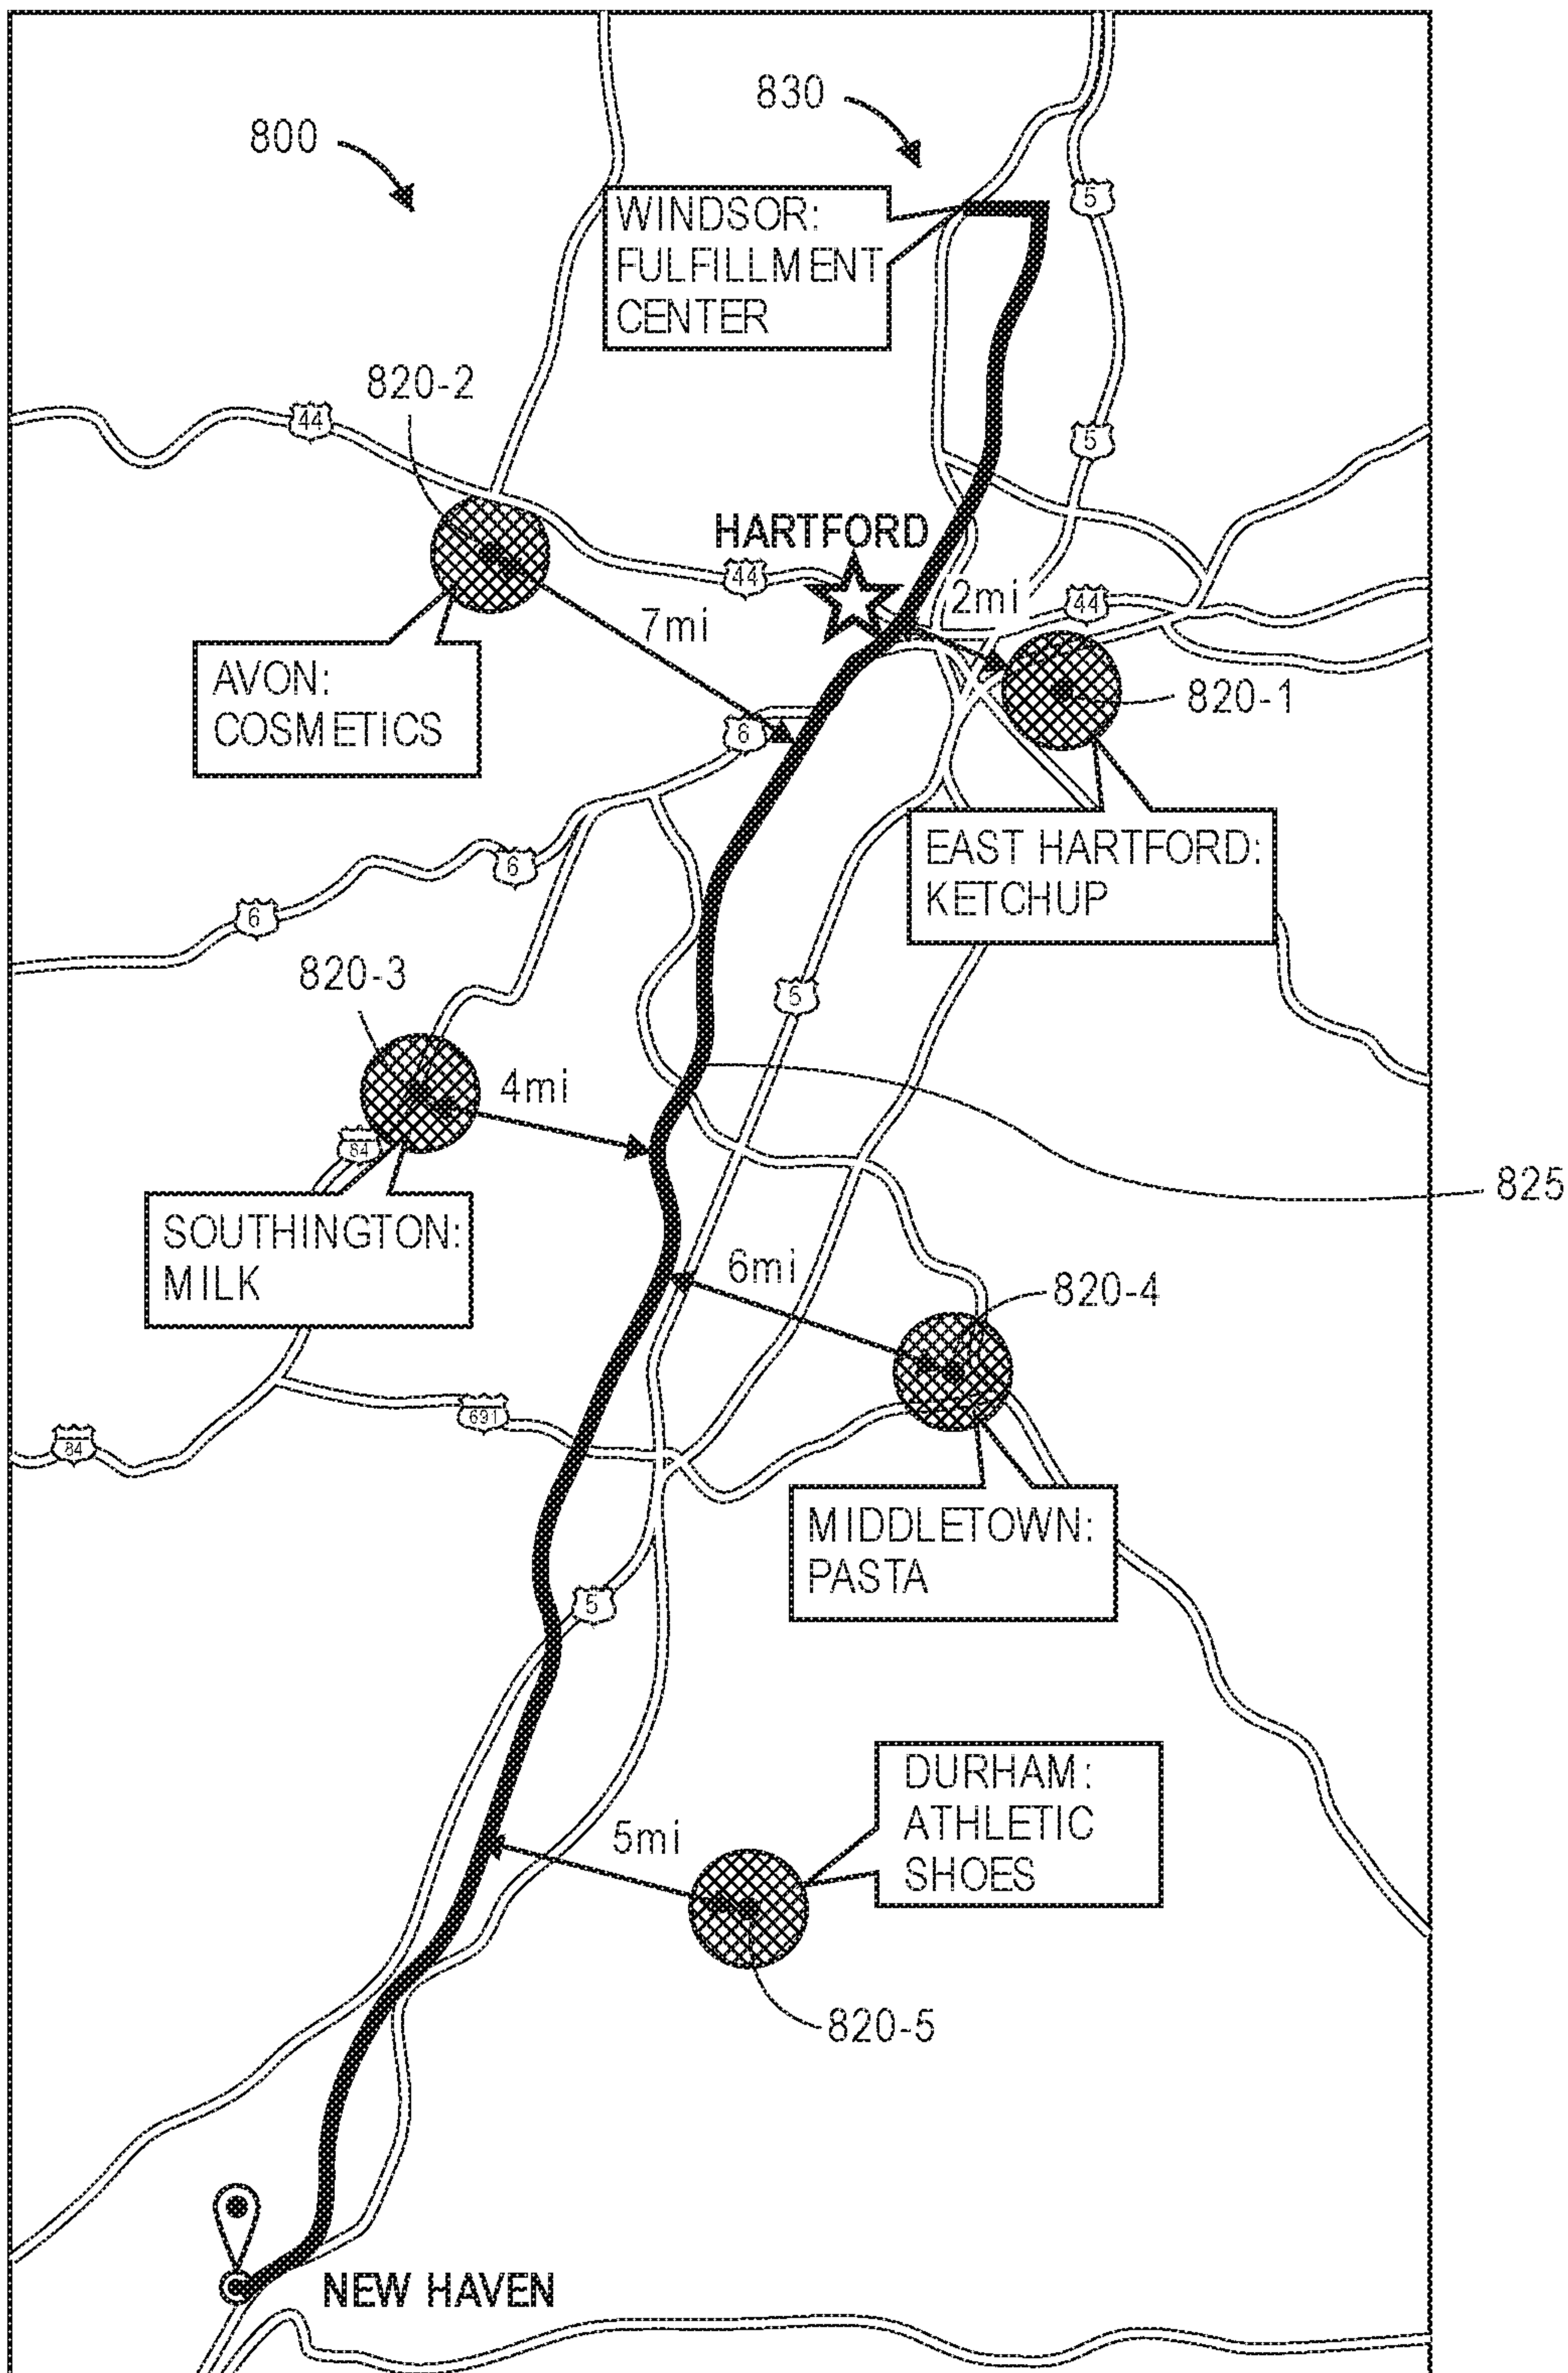 830
800
5
WINDSOR:
FULFILLMENT
CENTER
820-2
44
5
HARTFORD
44
2mi
44
7mi
AVON:
COSMETICS
820-1
6
EAST HARTFORD:
KETCHUP
6
6
820-3
5
4mi
84
825
SOUTHINGTON:
MILK
6mi
820-4
691
84
MIDDLETOWN:
PASTA
5
DURHAM:
ATHLETIC
SHOES
5mi
820-5
NEW HAVEN